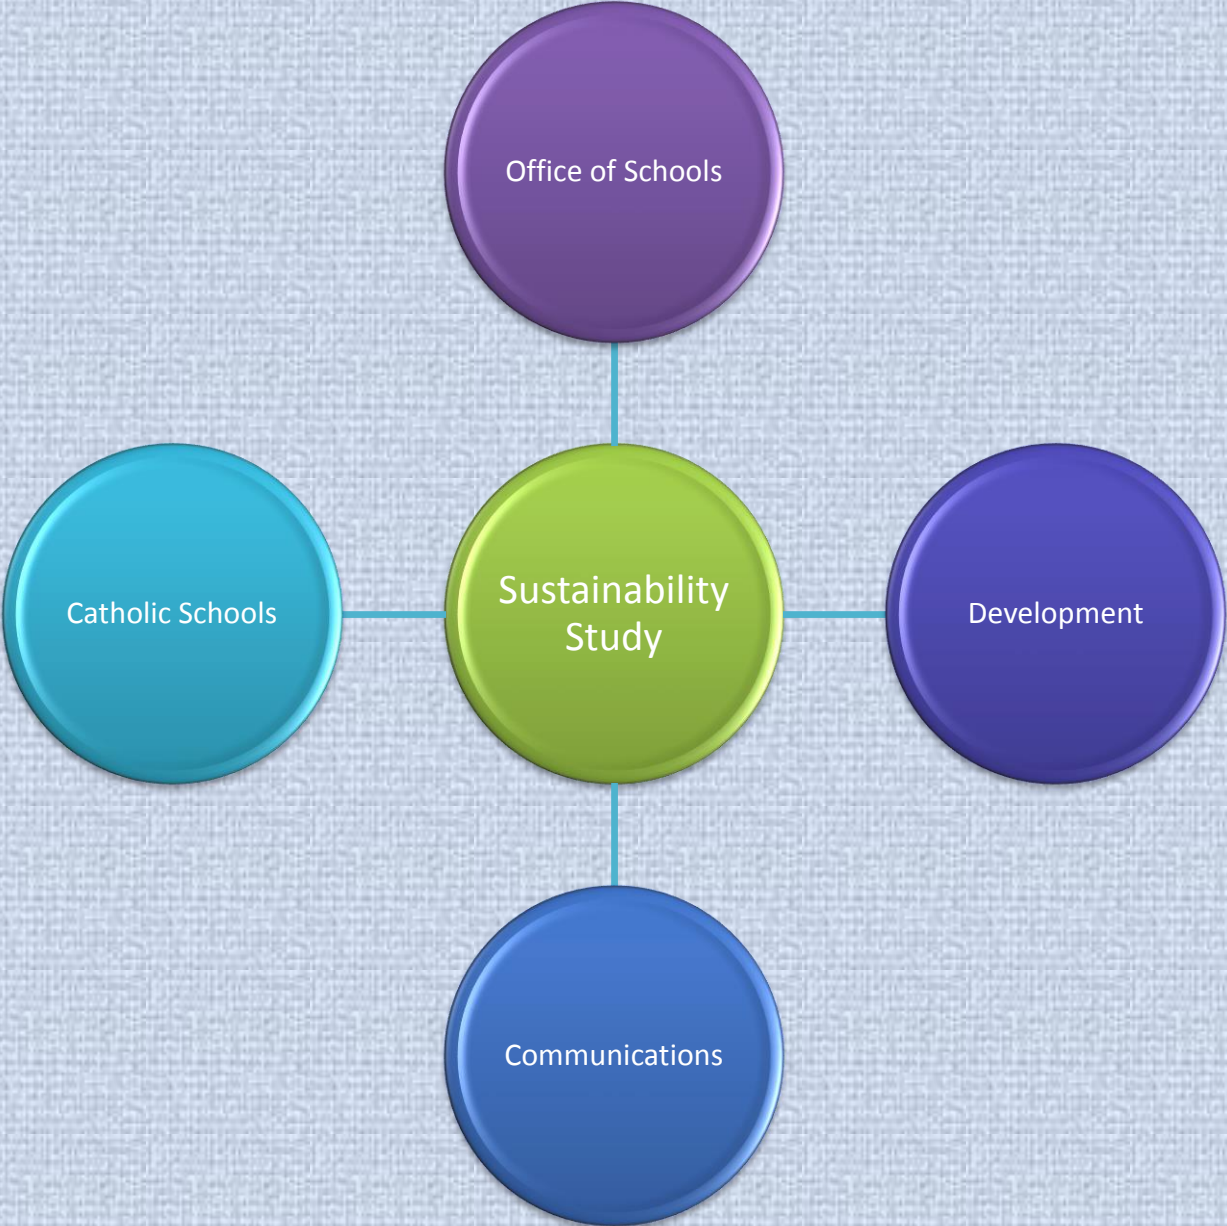 Office of Schools
Catholic Schools
Sustainability
Study
Development
Communications